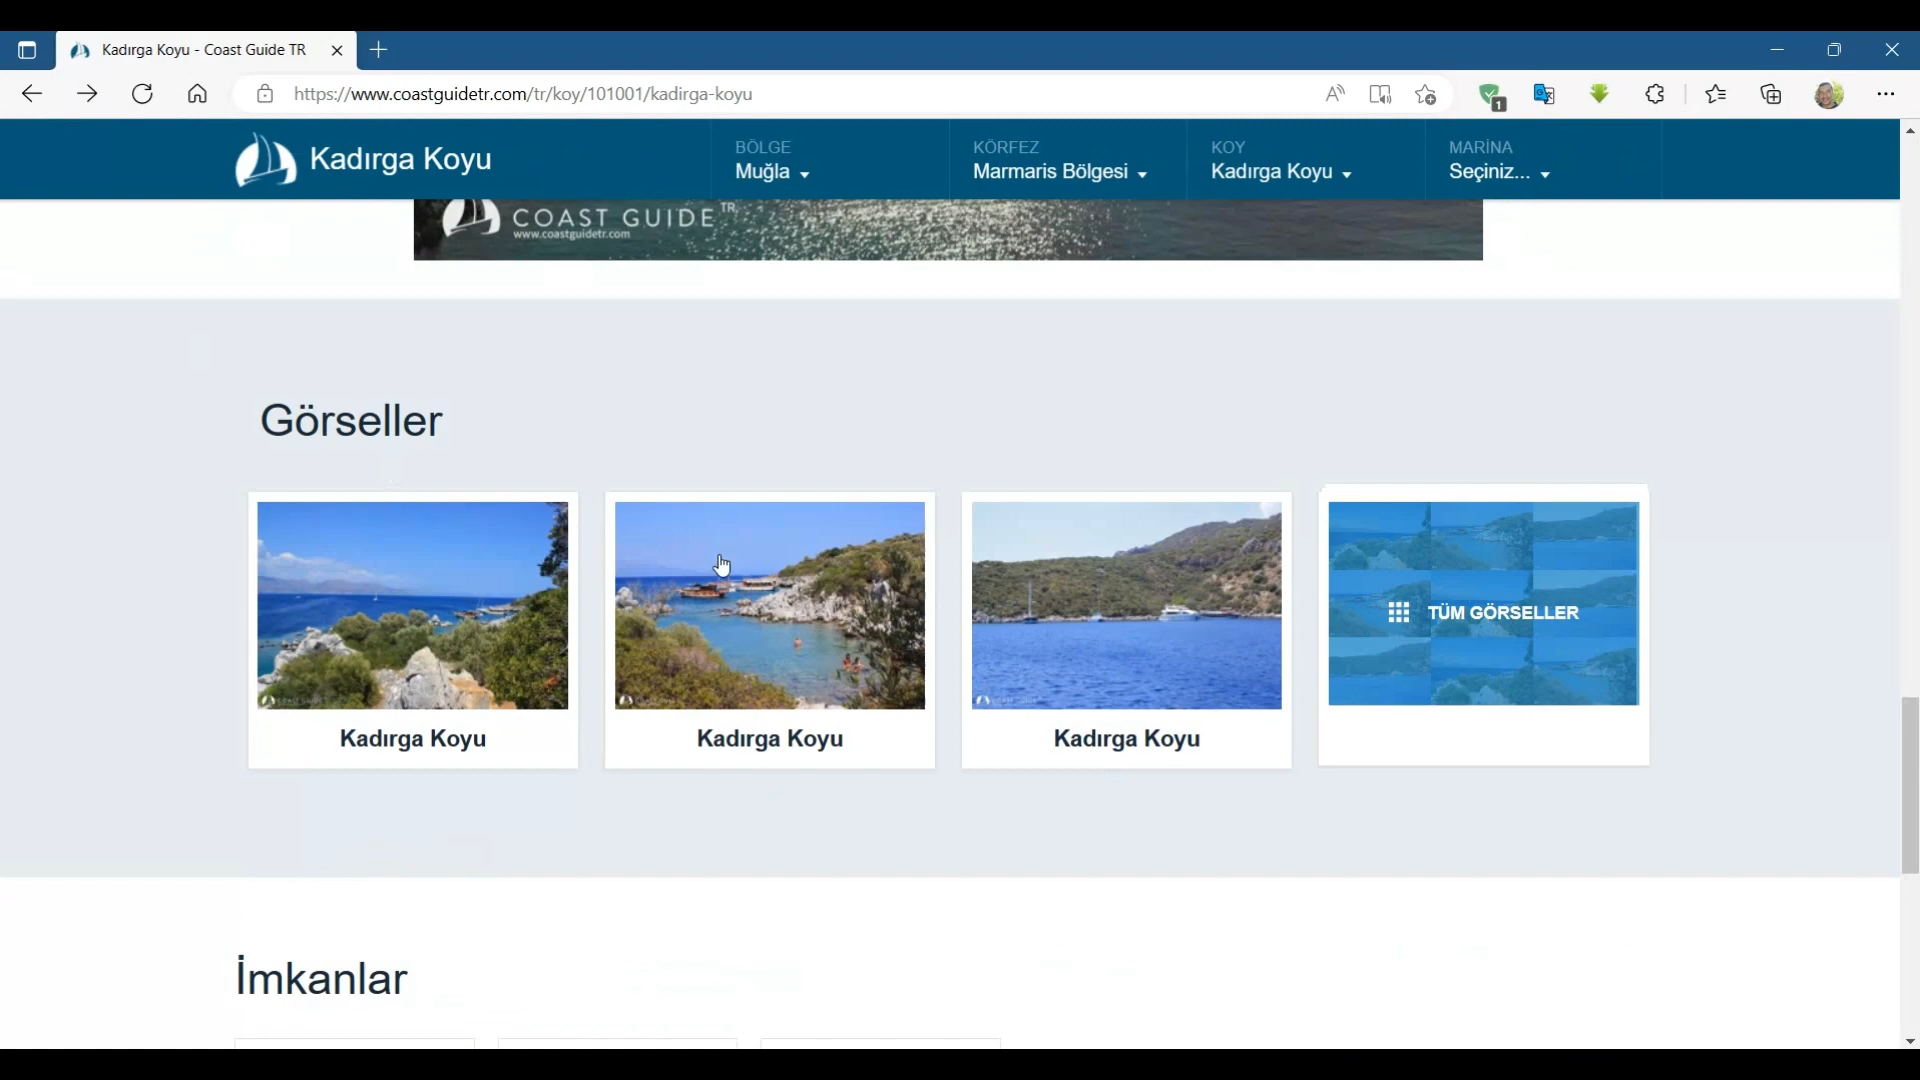 Kadırga Koyu - Coast Guide TR
https://www.coastguidetr.com/tr/koy/101001/kadirga-koyu
1
Kadırga Koyu
BÖLGE
Muğla
KÖRFEZ
Marmaris Bölgesi
KOY
Kadırga Koyu
MARİNA
Seçiniz...
COAST GUIDE TR
www.coastguidetr.com
Görseller
Kadırga Koyu
Kadırga Koyu
Kadırga Koyu
TÜM GÖRSELLER
İmkanlar